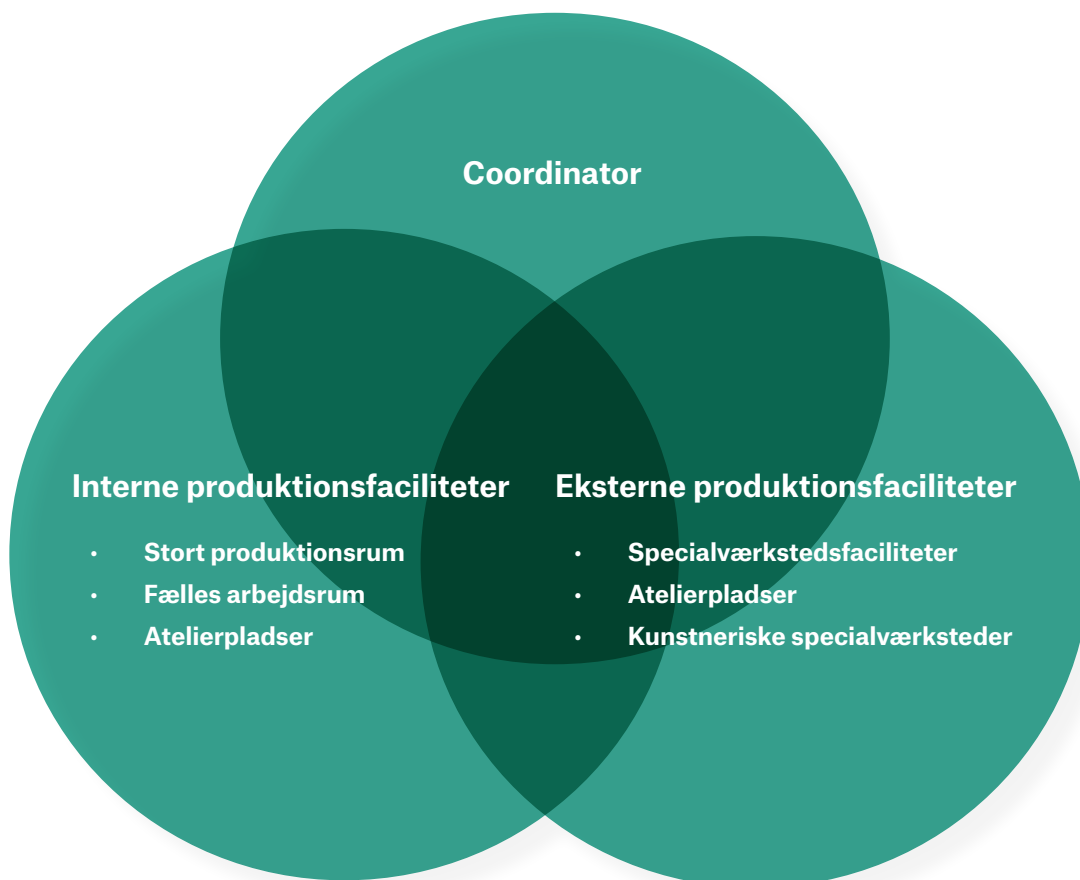 Coordinator
Interne produktionsfaciliteter
• Stort produktionsrum
• Fælles arbejdsrum
• Atelierpladser
Eksterne produktionsfaciliteter
• Specialværkstedsfaciliteter
• Atelierpladser
• Kunstneriske specialværksteder